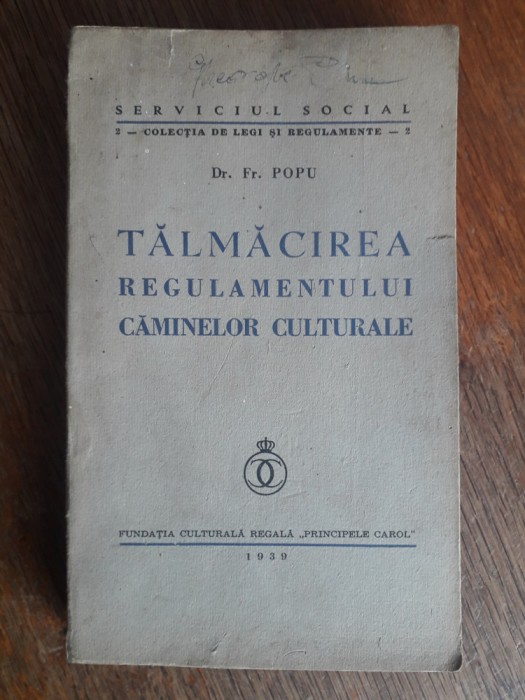 SERVICIUL SOCIAL
2 — COLECȚIA DE LEGI ȘI REGULAMENTE — 2
Dr. Fr. POPU
TĂLMĂCIREA
REGULAMENTULUI
CĂMINELOR CULTURALE
FUNDAȚIA CULTURALĂ REGALĂ „PRINCIPELE CAROL”
1939